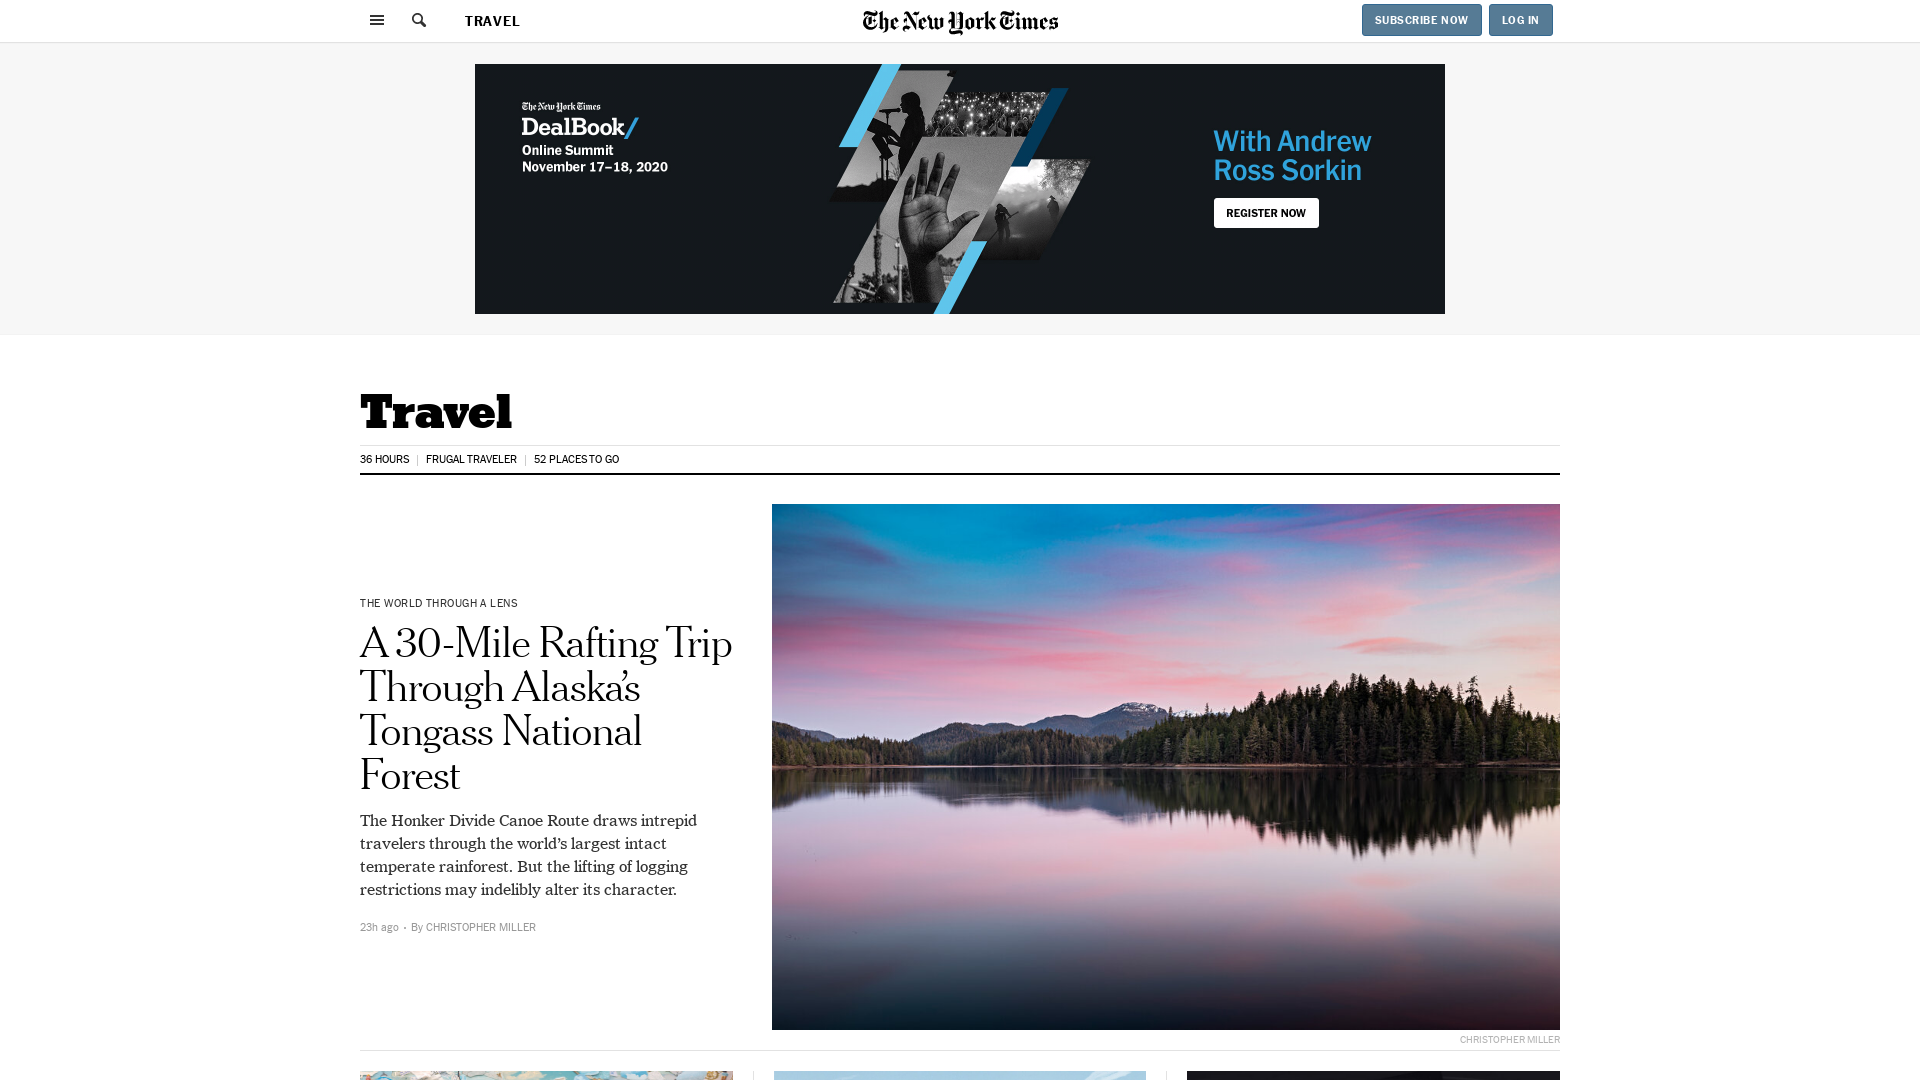 TRAVEL
The New York Times
SUBSCRIBE NOW
LOG IN
The New York Times
DealBook/
Online Summit
November 17–18, 2020
With Andrew
Ross Sorkin
REGISTER NOW
Travel
36 HOURS
FRUGAL TRAVELER
52 PLACES TO GO
THE WORLD THROUGH A LENS
A 30-Mile Rafting Trip
Through Alaska’s
Tongass National
Forest
The Honker Divide Canoe Route draws intrepid
travelers through the world’s largest intact
temperate rainforest. But the lifting of logging
restrictions may indelibly alter its character.
23h ago · By CHRISTOPHER MILLER
CHRISTOPHER MILLER